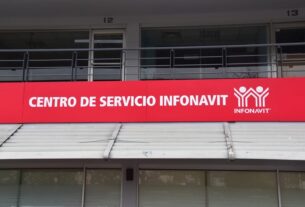 12
13
CENTRO DE SERVICIO INFONAVIT
INFONAVIT